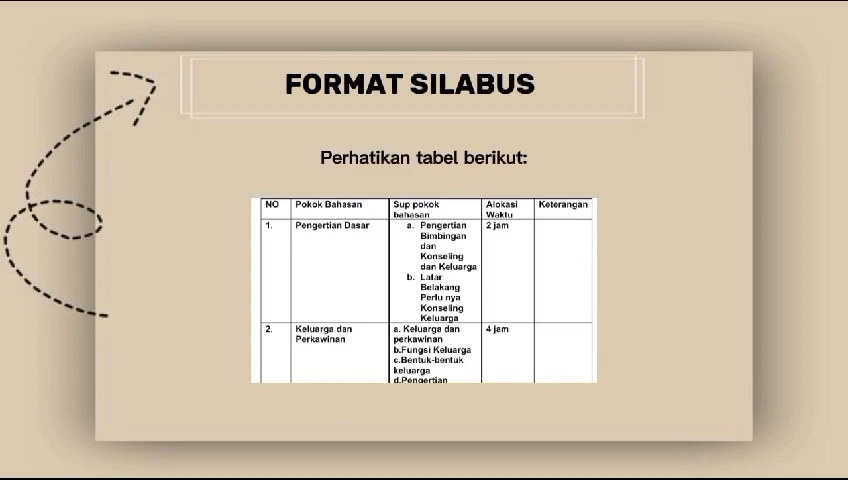 FORMAT SILABUS
Perhatikan tabel berikut:
NO Pokok Bahasan Sup pokok bahasan Alokasi Waktu Keterangan
1. Pengertian Dasar a. Pengertian 2 jam
Bimbingan
dan
Konseling
dan Keluarga
b. Latar
Belakang
Perlu nya
Konseling
Keluarga
2. Keluarga dan Perkawinan a. Keluarga dan 4 jam
perkawinan
b.Fungsi Keluarga
c.Bentuk-bentuk
keluarga
d.Pengertian